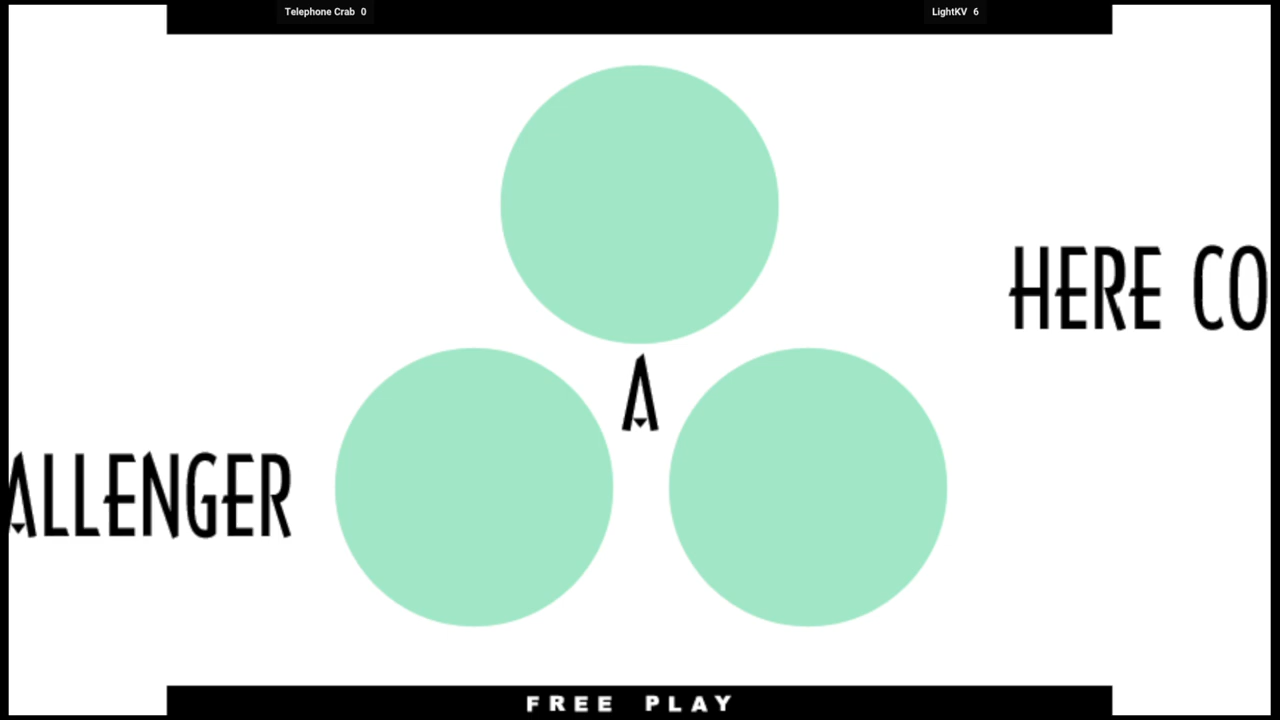 Telephone Crab 0
LightKV 6
HERE CO
A
ALLENGER
FREE PLAY